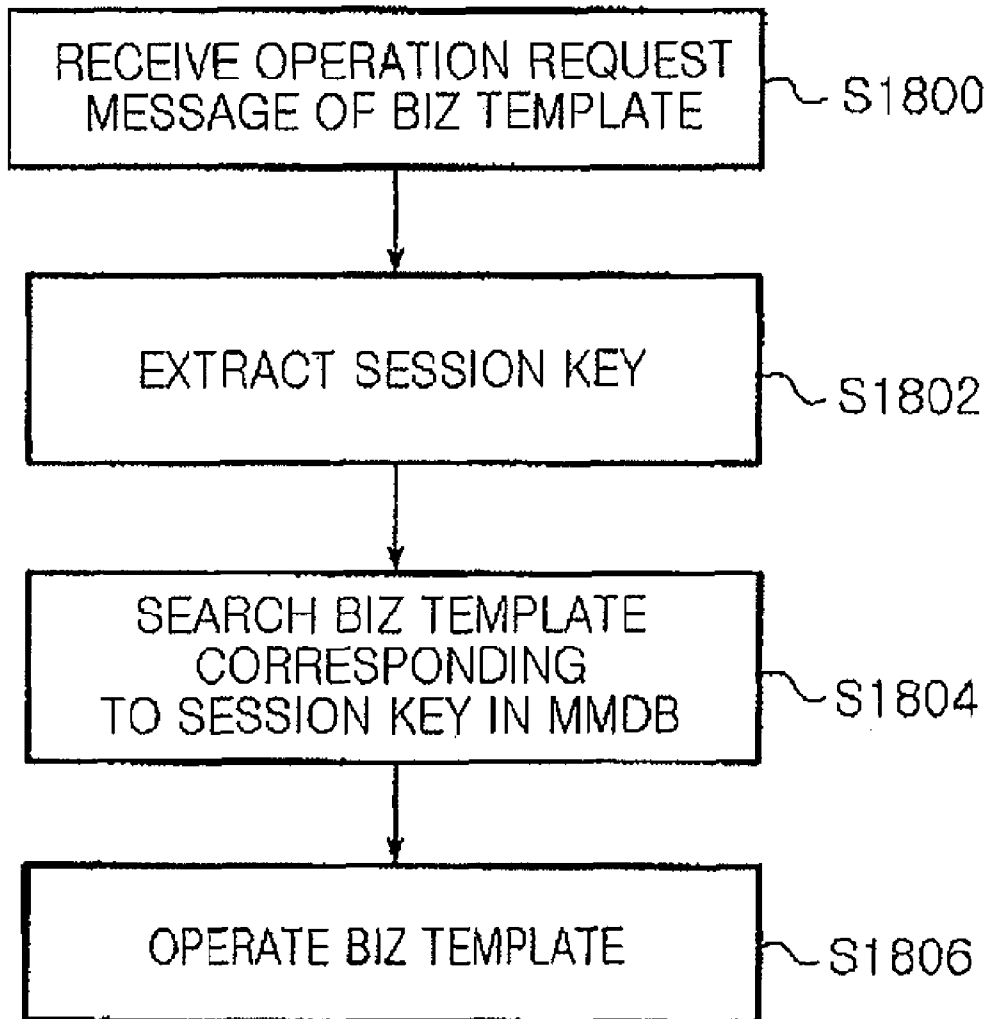 RECEIVE OPERATION REQUEST
MESSAGE OF BIZ TEMPLATE
S1800
EXTRACT SESSION KEY
S1802
SEARCH BIZ TEMPLATE
CORRESPONDING
TO SESSION KEY IN MMDB
S1804
OPERATE BIZ TEMPLATE
S1806